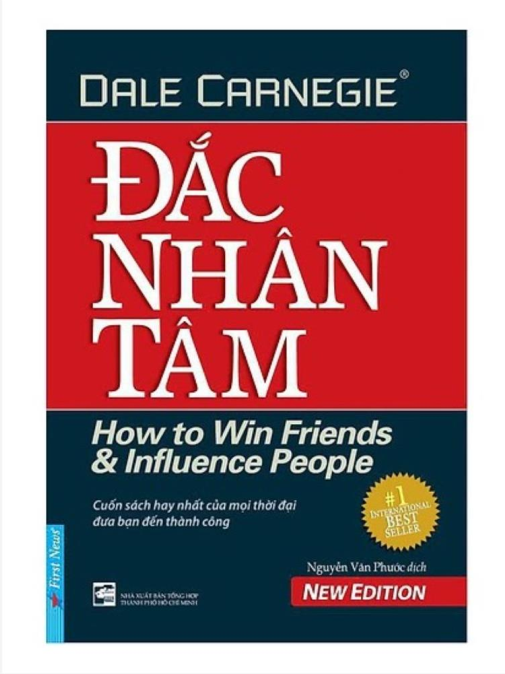 DALE CARNEGIE®
ĐẮC
NHÂN
TÂM
How to Win Friends
& Influence People
Cuốn sách hay nhất của mọi thời đại
đưa bạn đến thành công
#1
INTERNATIONAL
BEST
SELLER
Nguyễn Văn Phước dịch
NEW EDITION
First News
NHÀ XUẤT BẢN TỔNG HỢP
THÀNH PHỐ HỒ CHÍ MINH